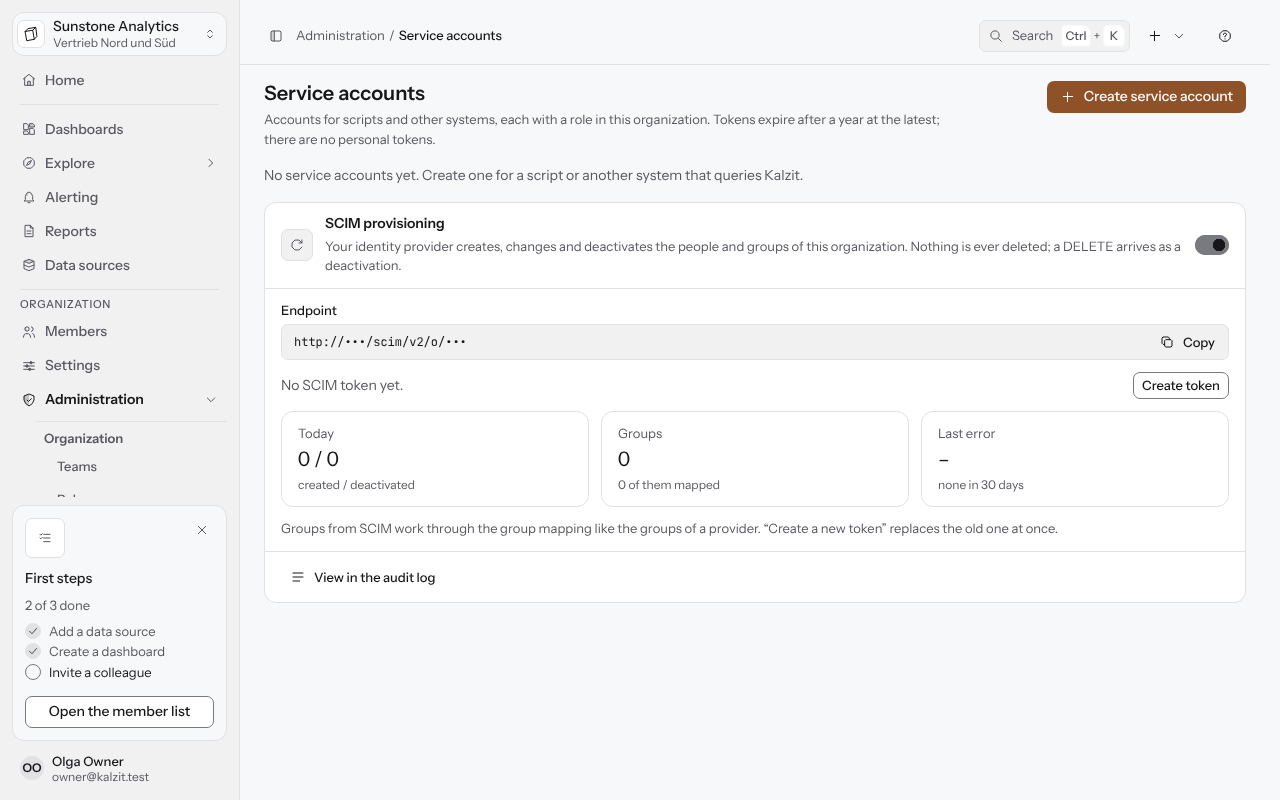 Sunstone Analytics
Vertrieb Nord und Süd
Home
Dashboards
Explore
Alerting
Reports
Data sources
ORGANIZATION
Members
Settings
Administration
Organization
Teams
First steps
2 of 3 done
Add a data source
Create a dashboard
Invite a colleague
Open the member list
OO
Olga Owner
owner@kalzit.test
Administration / Service accounts
Search Ctrl + K
Service accounts
Create service account
Accounts for scripts and other systems, each with a role in this organization. Tokens expire after a year at the latest;
there are no personal tokens.
No service accounts yet. Create one for a script or another system that queries Kalzit.
SCIM provisioning
Your identity provider creates, changes and deactivates the people and groups of this organization. Nothing is ever deleted; a DELETE arrives as a
deactivation.
Endpoint
http://•••/scim/v2/o/•••
Copy
No SCIM token yet.
Create token
Today
0 / 0
created / deactivated
Groups
0
0 of them mapped
Last error
–
none in 30 days
Groups from SCIM work through the group mapping like the groups of a provider. “Create a new token” replaces the old one at once.
View in the audit log